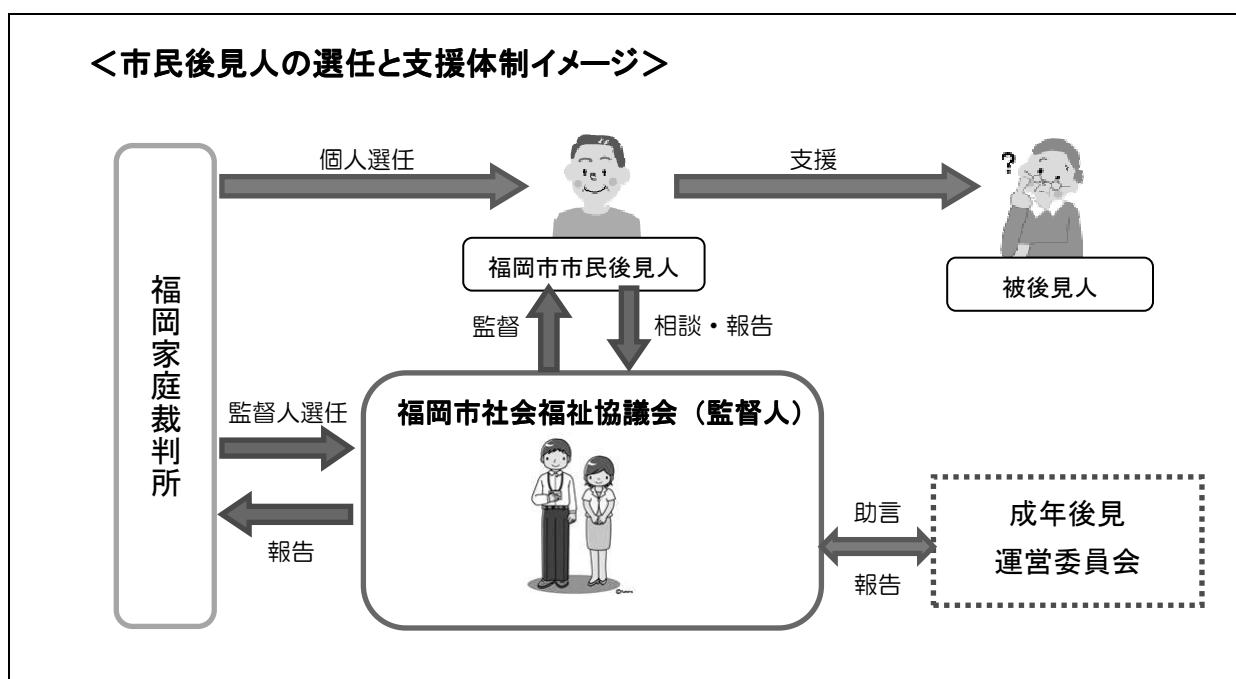 ＜市民後見人の選任と支援体制イメージ＞
個人選任
支援
?
福岡市市民後見人
被後見人
福岡家庭裁判所
監督
相談・報告
監督人選任
福岡市社会福祉協議会（監督人）
報告
助言
報告
成年後見
運営委員会